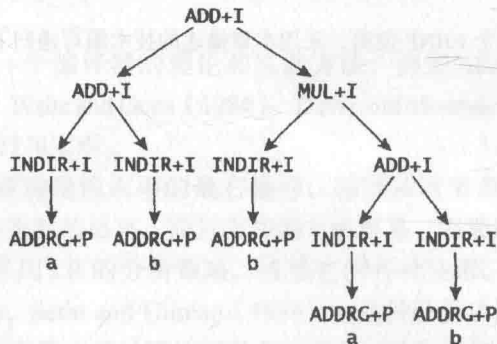 ADD+I
ADD+I MUL+I
INDIR+I INDIR+I INDIR+I ADD+I
ADDRG+P ADDRG+P ADDRG+P INDIR+I INDIR+I
a b b
ADDRG+P ADDRG+P
a b